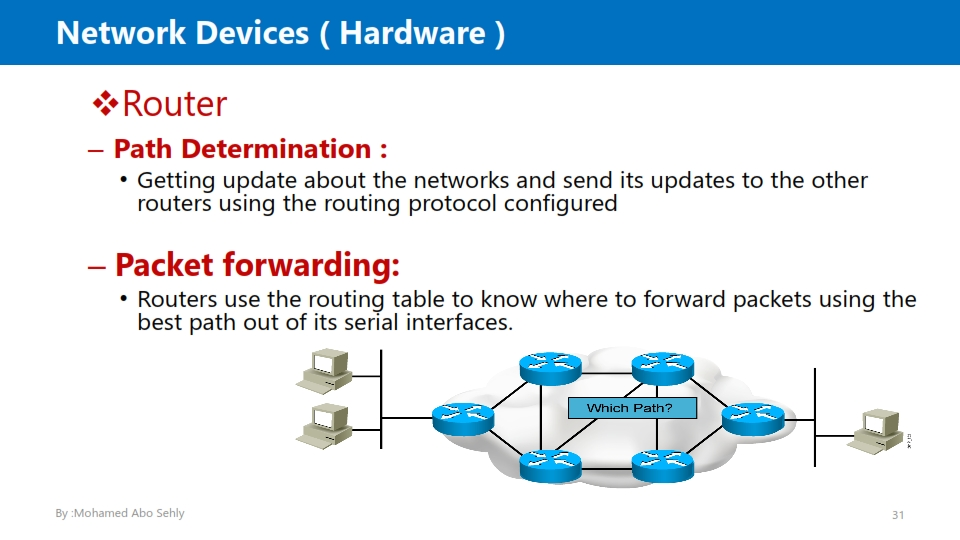 Network Devices ( Hardware )
❖Router
– Path Determination :
• Getting update about the networks and send its updates to the other
routers using the routing protocol configured
– Packet forwarding:
• Routers use the routing table to know where to forward packets using the
best path out of its serial interfaces.
Which Path?
By :Mohamed Abo Sehly
31